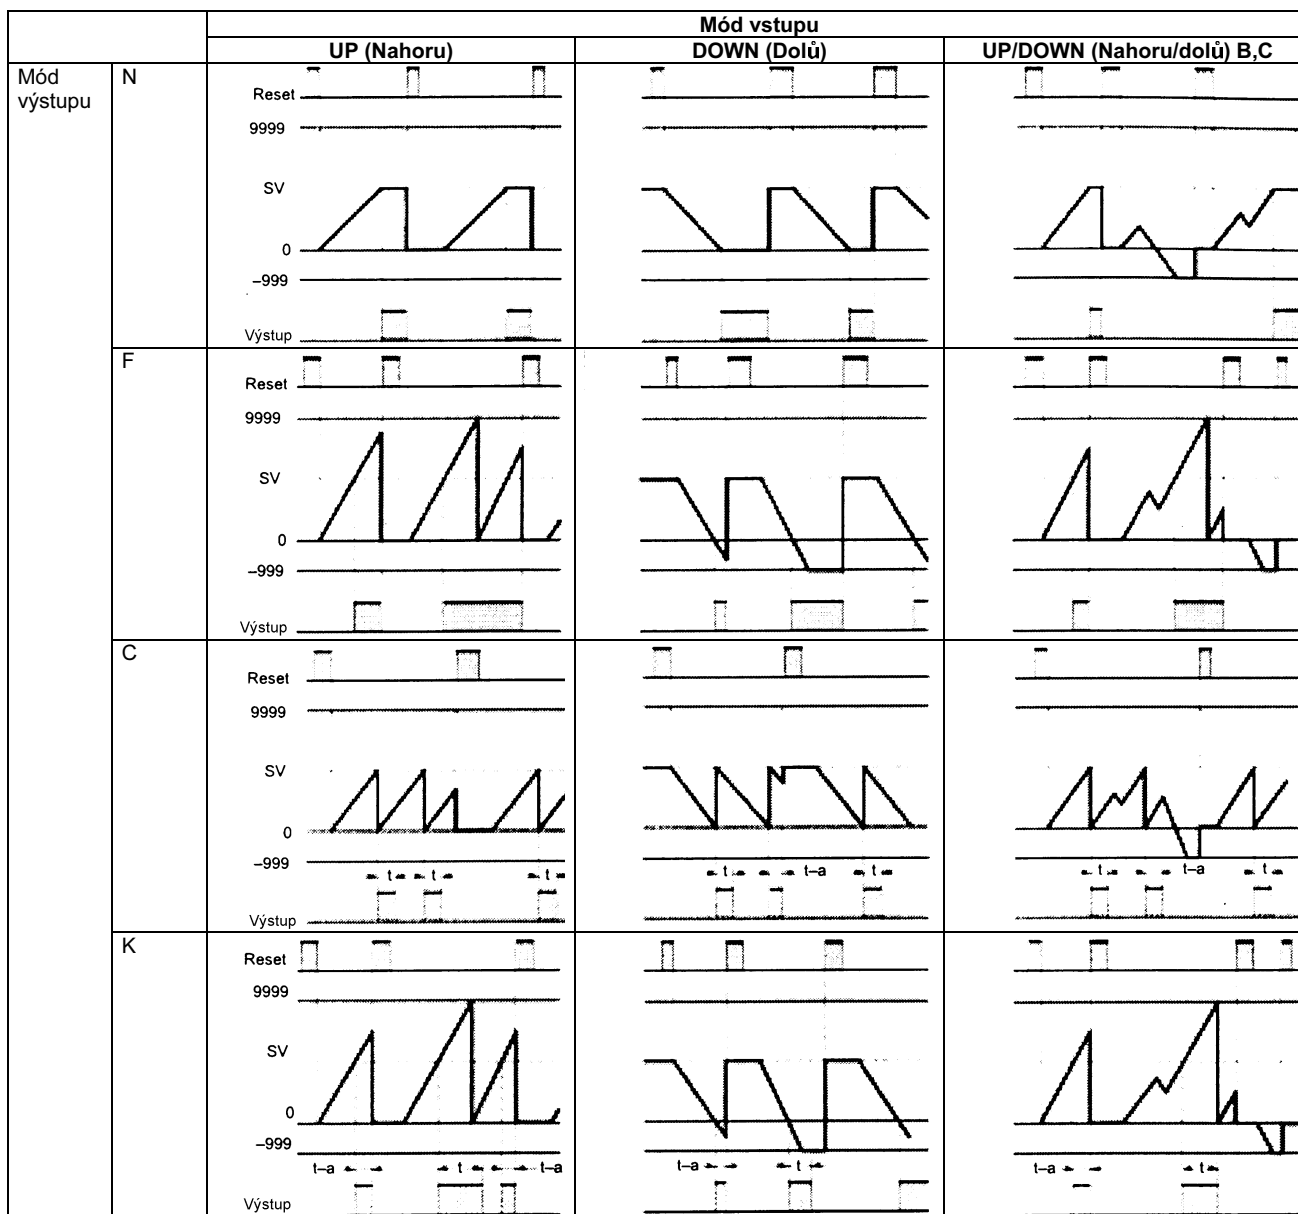 Mód vstupu
UP (Nahoru)
DOWN (Dolů)
UP/DOWN (Nahoru/dolů) B,C
Mód výstupu
N
Reset
9999
SV
0
–999
Výstup
F
Reset
9999
SV
0
–999
Výstup
C
Reset
9999
SV
0
–999
t
t
t
t
t–a
t
t
t–a
t
Výstup
K
Reset
9999
SV
0
–999
t–a
t
t–a
t–a
t
t–a
t
Výstup